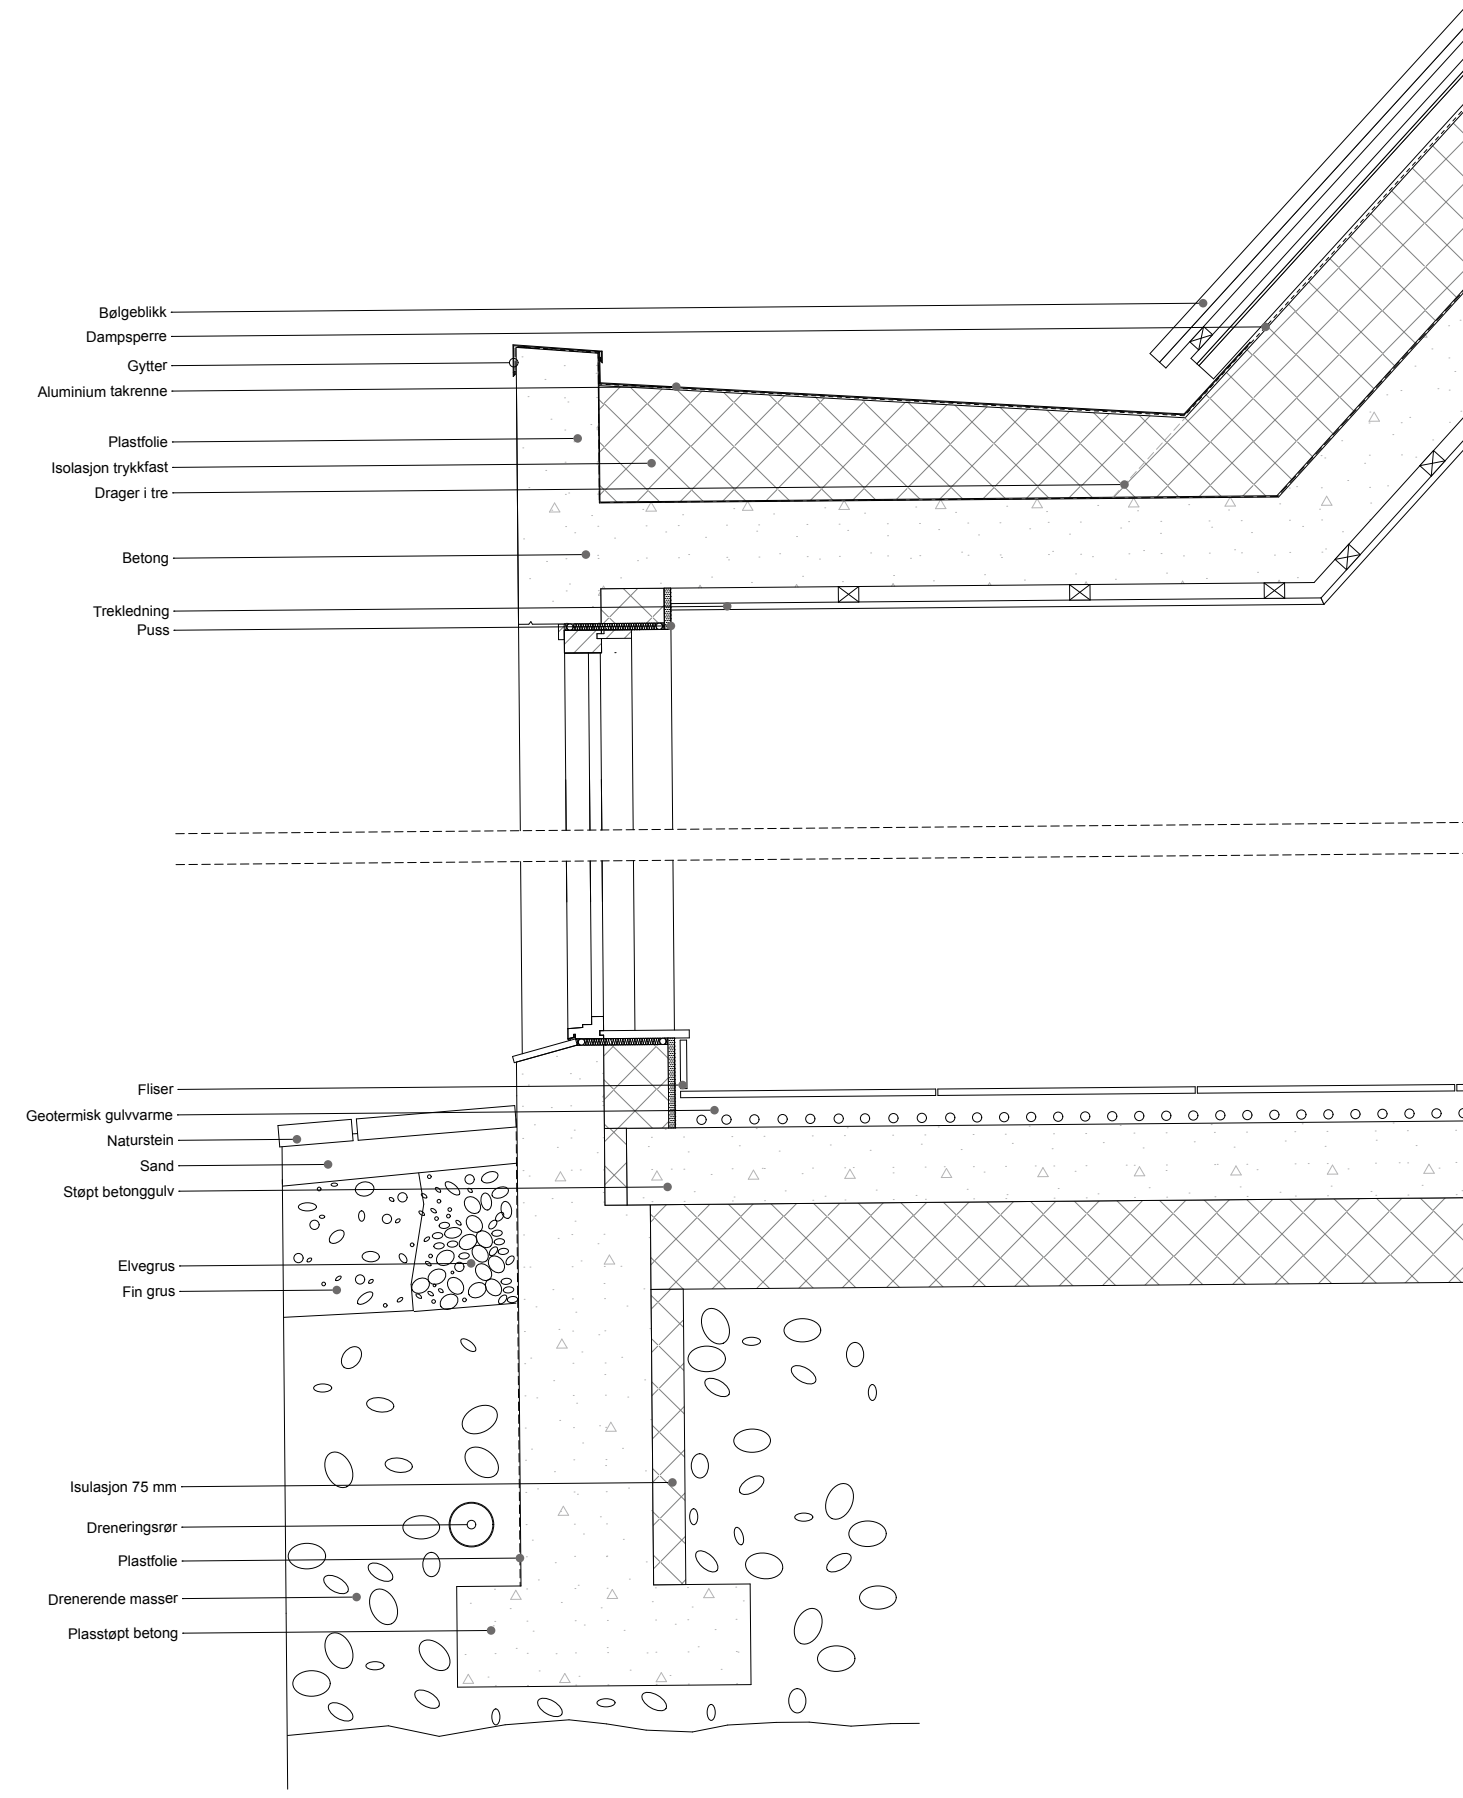 Bølgeblikk
Dampsperre
Gytter
Aluminium takrenne
Plastfolie
Isolasjon trykkfast
Drager i tre
Betong
Trekledning
Puss
Fliser
Geotermisk gulvvarme
Naturstein
Sand
Støpt betonggulv
Elvegrus
Fin grus
Isulasjon 75 mm
Dreneringsrør
Plastfolie
Drenerende masser
Plasstøpt betong